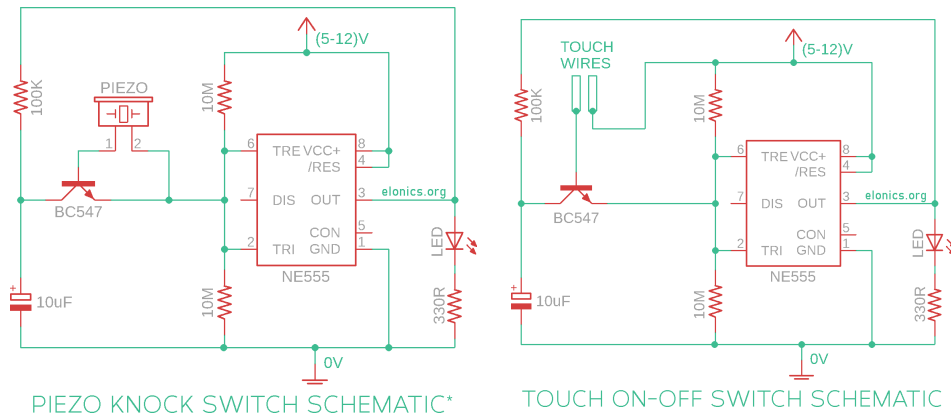 (5-12)V
100K
PIEZO
10M
1 2
6 TRE VCC+ 8
/RES 4
7 DIS OUT 3
elonics.org
BC547
CON 5
2 TRI GND 1
NE555
LED
+
10uF
10M
330R
0V
PIEZO KNOCK SWITCH SCHEMATIC*
(5-12)V
TOUCH
WIRES
100K
10M
6 TRE VCC+ 8
/RES 4
7 DIS OUT 3
elonics.org
BC547
CON 5
2 TRI GND 1
NE555
LED
+
10uF
10M
330R
0V
TOUCH ON-OFF SWITCH SCHEMATIC